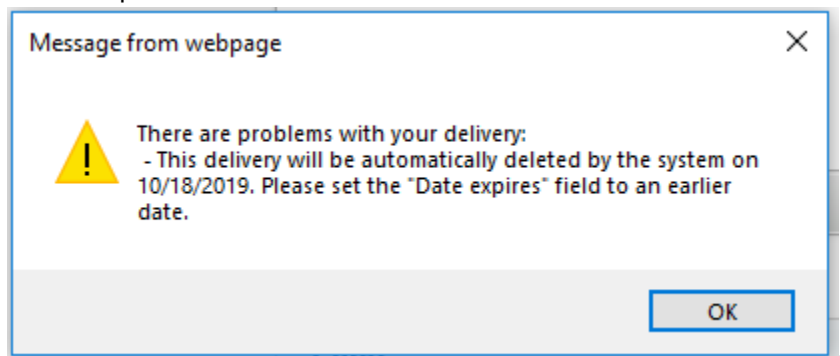 Message from webpage
There are problems with your delivery:
- This delivery will be automatically deleted by the system on
10/18/2019. Please set the "Date expires" field to an earlier
date.
OK